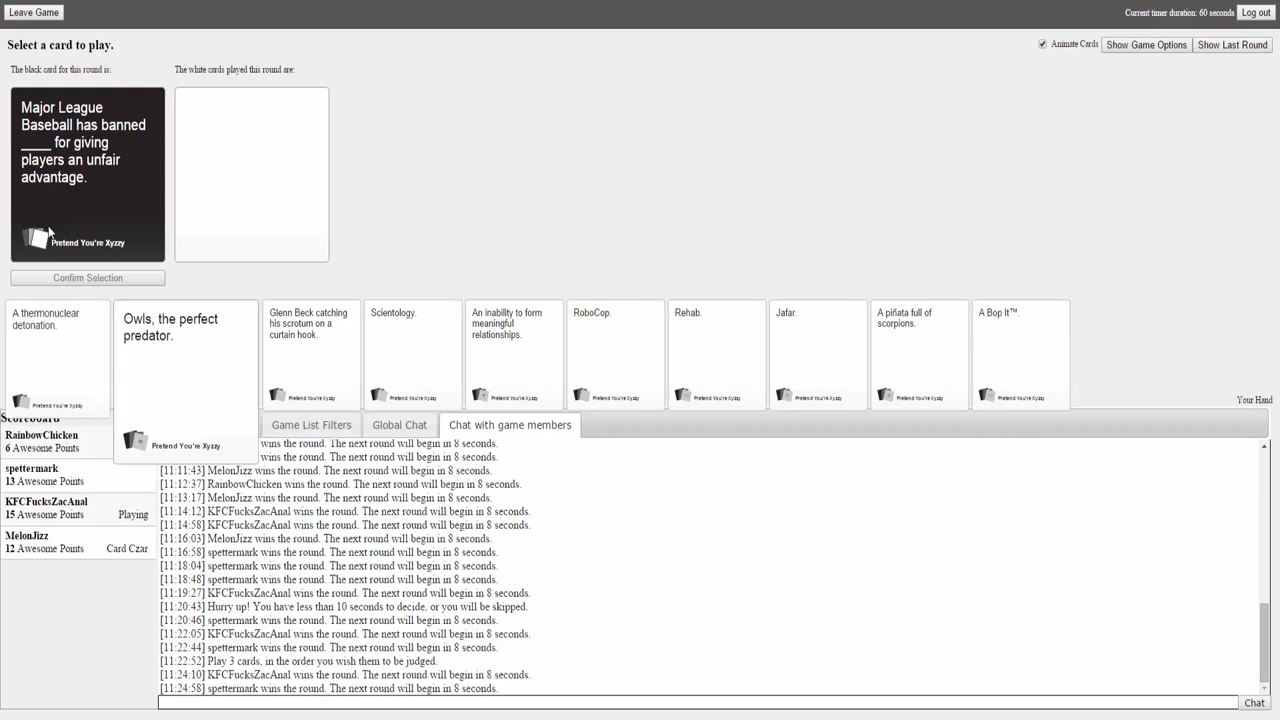 Leave Game
Current timer duration: 60 seconds
Log out
Select a card to play.
Animate Cards
Show Game Options
Show Last Round
The black card for this round is:
The white cards played this round are:
Major League
Baseball has banned
____ for giving
players an unfair
advantage.
Pretend You're Xyzzy
Confirm Selection
A thermonuclear
detonation.
Pretend You're Xyzzy
Owls, the perfect
predator.
Pretend You're Xyzzy
Glenn Beck catching
his scrotum on a
curtain hook.
Pretend You're Xyzzy
Scientology.
Pretend You're Xyzzy
An inability to form
meaningful
relationships.
Pretend You're Xyzzy
RoboCop.
Pretend You're Xyzzy
Rehab.
Pretend You're Xyzzy
Jafar.
Pretend You're Xyzzy
A piñata full of
scorpions.
Pretend You're Xyzzy
A Bop It™.
Pretend You're Xyzzy
Your Hand
Scoreboard
RainbowChicken
6 Awesome Points
spettermark
13 Awesome Points
KFCFucksZacAnal
15 Awesome Points Playing
MelonJizz
12 Awesome Points Card Czar
Game List Filters
Global Chat
Chat with game members
wins the round. The next round will begin in 8 seconds.
wins the round. The next round will begin in 8 seconds.
[11:11:43] MelonJizz wins the round. The next round will begin in 8 seconds.
[11:12:37] RainbowChicken wins the round. The next round will begin in 8 seconds.
[11:13:17] MelonJizz wins the round. The next round will begin in 8 seconds.
[11:14:12] KFCFucksZacAnal wins the round. The next round will begin in 8 seconds.
[11:14:58] KFCFucksZacAnal wins the round. The next round will begin in 8 seconds.
[11:16:03] MelonJizz wins the round. The next round will begin in 8 seconds.
[11:16:58] spettermark wins the round. The next round will begin in 8 seconds.
[11:18:04] spettermark wins the round. The next round will begin in 8 seconds.
[11:18:48] spettermark wins the round. The next round will begin in 8 seconds.
[11:19:27] KFCFucksZacAnal wins the round. The next round will begin in 8 seconds.
[11:20:43] Hurry up! You have less than 10 seconds to decide, or you will be skipped.
[11:20:46] spettermark wins the round. The next round will begin in 8 seconds.
[11:22:05] KFCFucksZacAnal wins the round. The next round will begin in 8 seconds.
[11:22:44] spettermark wins the round. The next round will begin in 8 seconds.
[11:22:52] Play 3 cards, in the order you wish them to be judged.
[11:24:10] KFCFucksZacAnal wins the round. The next round will begin in 8 seconds.
[11:24:58] spettermark wins the round. The next round will begin in 8 seconds.
Chat